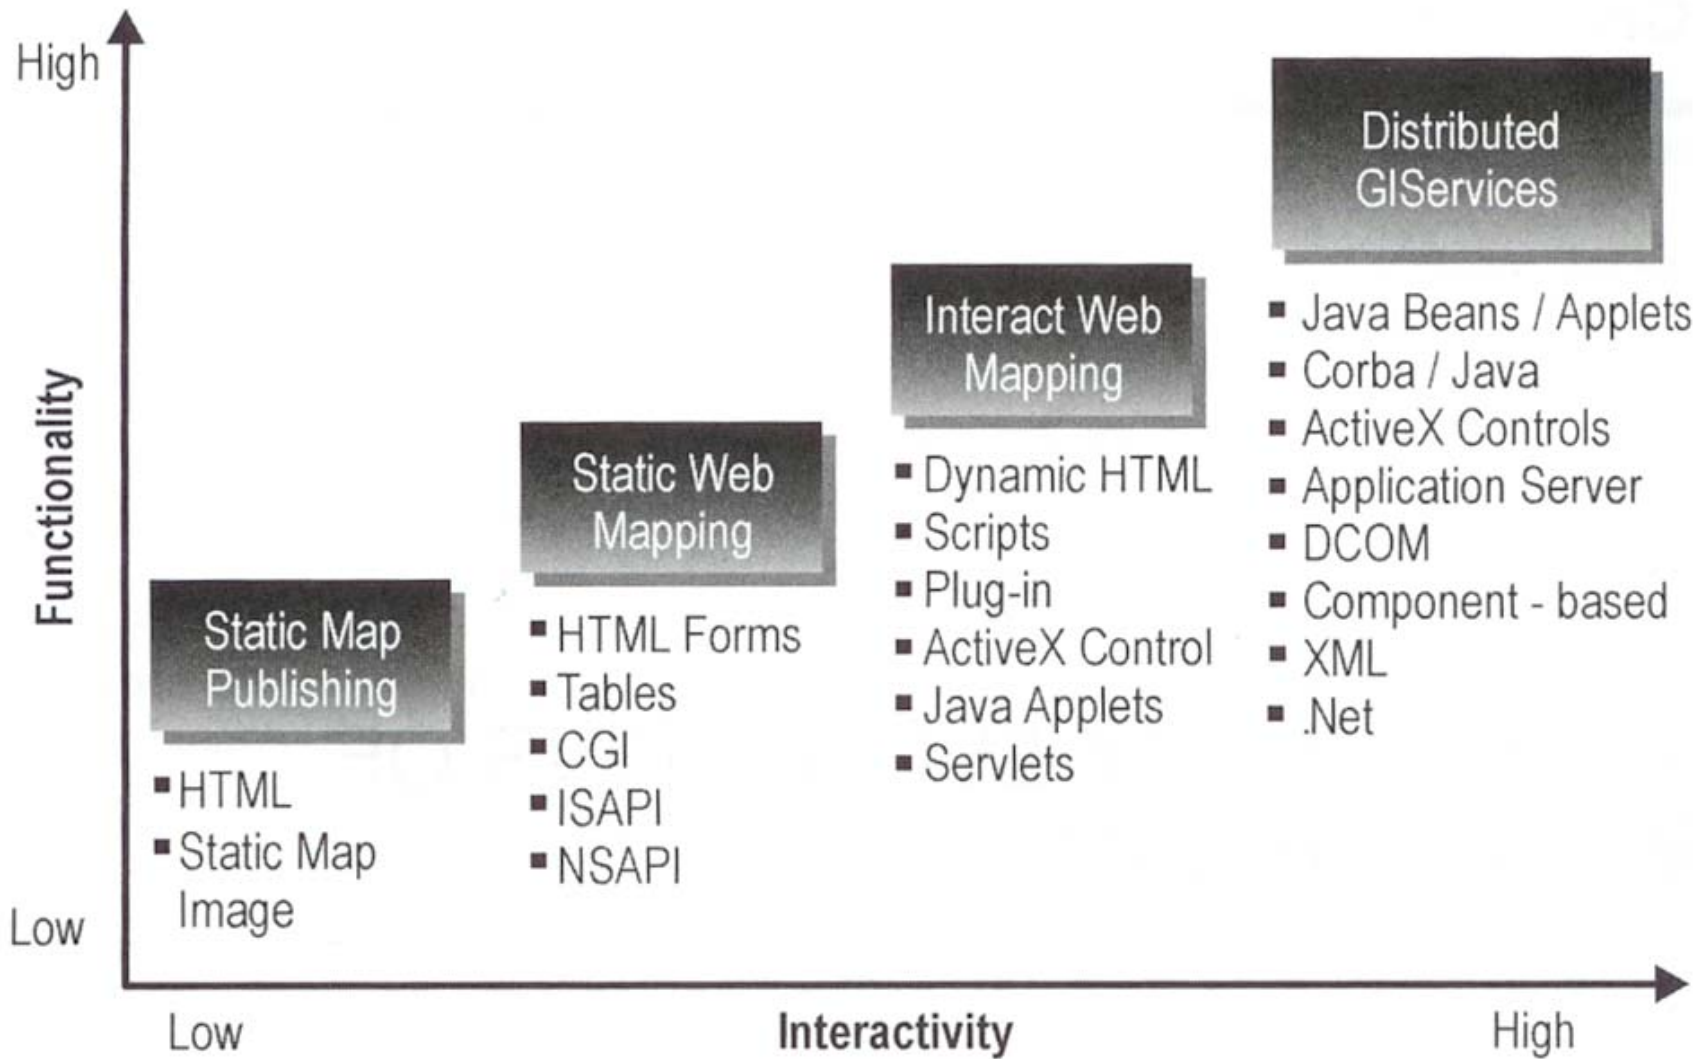 High
Functionality
Low
Static Map
Publishing
HTML
Static Map
Image
Static Web
Mapping
HTML Forms
Tables
CGI
ISAPI
NSAPI
Interact Web
Mapping
Dynamic HTML
Scripts
Plug-in
ActiveX Control
Java Applets
Servlets
Distributed
GIServices
Java Beans / Applets
Corba / Java
ActiveX Controls
Application Server
DCOM
Component - based
XML
.Net
Low
Interactivity
High